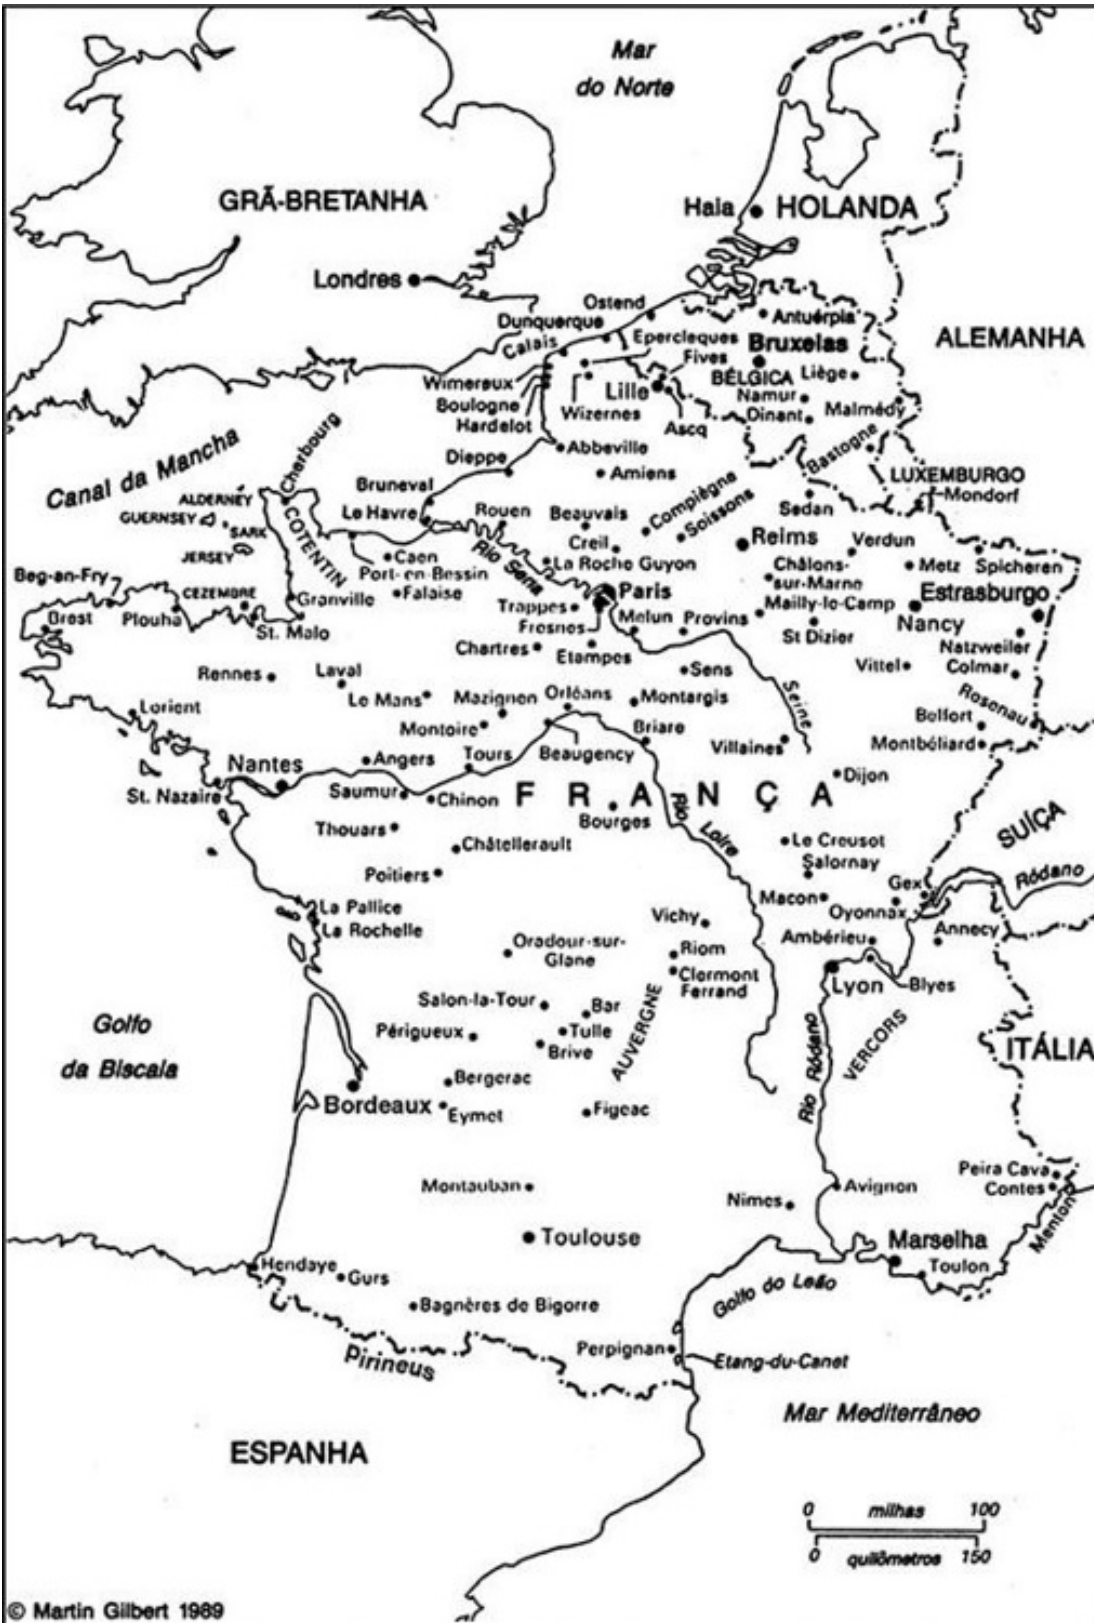 Mar
do Norte
GRÃ-BRETANHA
Haia
HOLANDA
Londres
Ostend
Dunquerque
Antuérpia
Calais
Epercleques
Bruxelas
ALEMANHA
Fives
Wimereux
Lille
BÉLGICA
Liège
Boulogne
Namur
Hardelot
Wizernes
Ascq
Dinant
Malmédy
Canal da Mancha
Cherbourg
Abbeville
Bastogne
Dieppe
Amiens
LUXEMBURGO
Mondorf
ALDERNEY
Bruneval
Compiègne
Soissons
Sedan
GUERNSEY
Le Havre
Rouen
Beauvais
SARK
COTENTIN
Rio Sena
Creil
Reims
Verdun
JERSEY
Caen
La Roche Guyon
Châlons-
sur-Marne
Metz
Spicheren
Port-en-Bessin
Beg-an-Fry
CEZEMBRE
Granville
Falaise
Paris
Estrasburgo
Trappes
Mailly-le-Camp
Brest
Plouha
St. Malo
Fresnes
Melun
Provins
St Dizier
Nancy
Natzweiler
Chartres
Etampes
Vittel
Colmar
Rennes
Laval
Sens
Le Mans
Mazignen
Orléans
Montargis
Seine
Rosenau
Lorient
Montoire
Briare
Belfort
Beaugency
Villaines
Montbéliard
Nantes
Angers
Tours
Dijon
St. Nazaire
Saumur
Chinon
FRANÇA
Bourges
Rio Loire
SUÍÇA
Thouars
Châtellerault
Le Creusot
Salornay
Ródano
Poitiers
Gex
Macon
Oyonnax
La Pallice
La Rochelle
Vichy
Ambérieu
Annecy
Oradour-sur-
Glane
Riom
Clermont
Ferrand
Lyon
Blyes
Salon-la-Tour
Bar
Golfo
da Biscaia
Périgueux
Tulle
Brive
AUVERGNE
Rio Ródano
VERCORS
ITÁLIA
Bergerac
Bordeaux
Eymet
Figeac
Montauban
Nimes
Avignon
Peira Cava
Contes
Menton
Toulouse
Marselha
Toulon
Hendaye
Gurs
Golfo do Leão
Bagnères de Bigorre
Pirineus
Perpignan
Etang-du-Canet
Mar Mediterrâneo
ESPANHA
0 milhas 100
0 quilômetros 150
© Martin Gilbert 1989